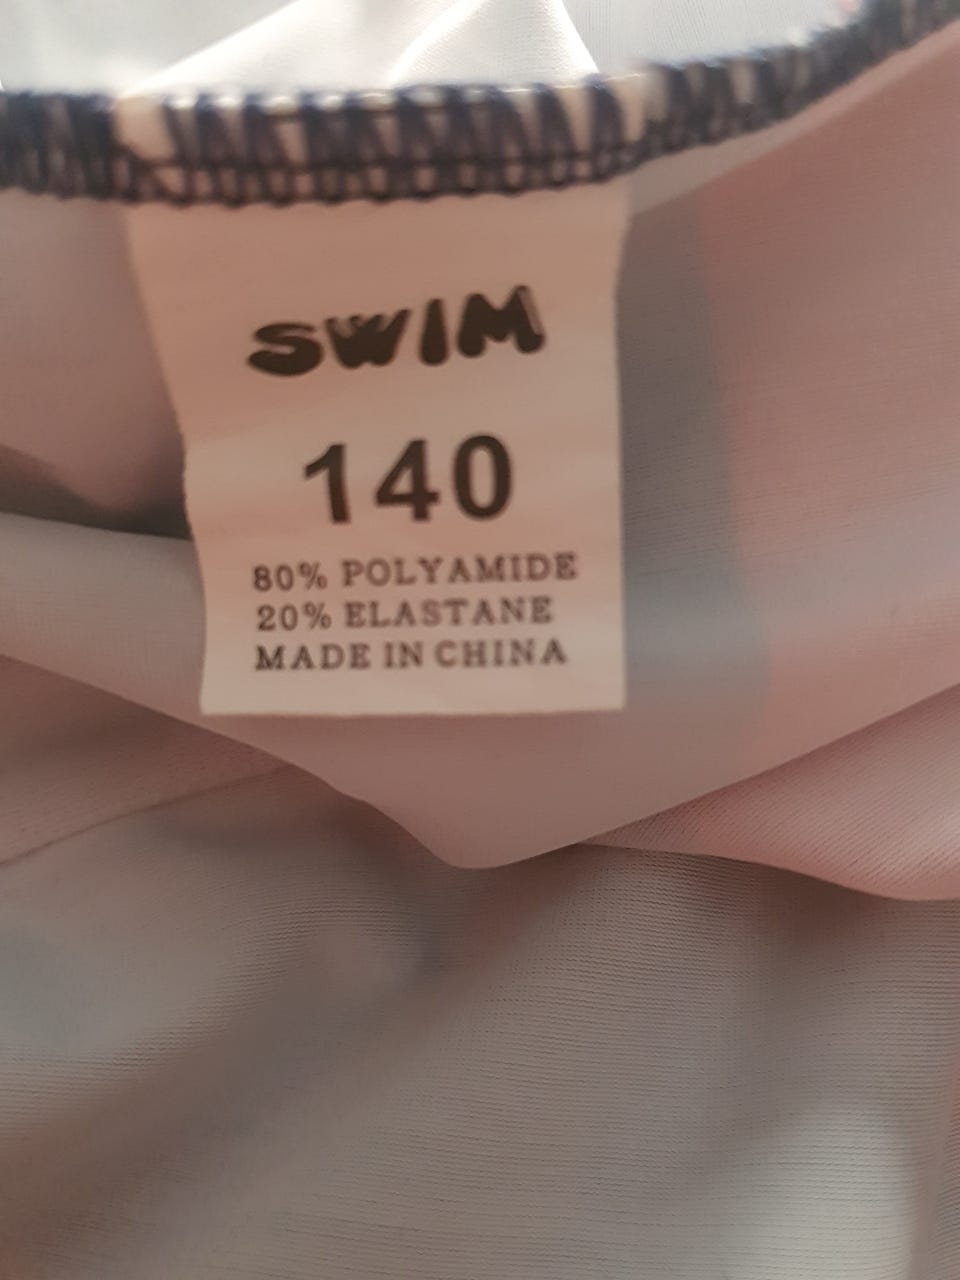 SWIM
140
80% POLYAMIDE
20% ELASTANE
MADE IN CHINA